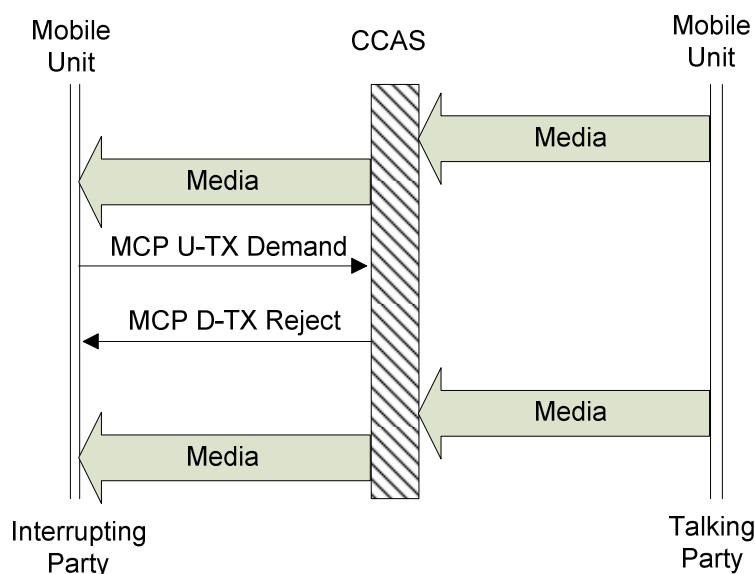 Mobile
Unit
CCAS
Mobile
Unit
Media
Media
MCP U-TX Demand
MCP D-TX Reject
Media
Media
Interrupting
Party
Talking
Party